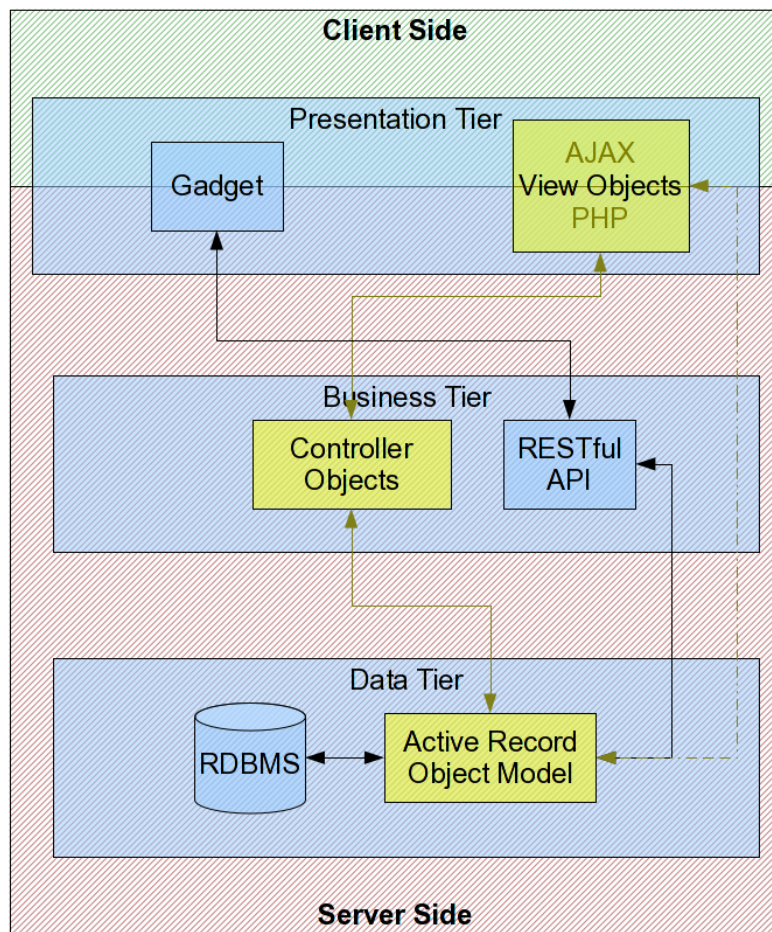 Client Side
Presentation Tier
Gadget
AJAX
View Objects
PHP
Business Tier
Controller
Objects
RESTful
API
Data Tier
RDBMS
Active Record
Object Model
Server Side